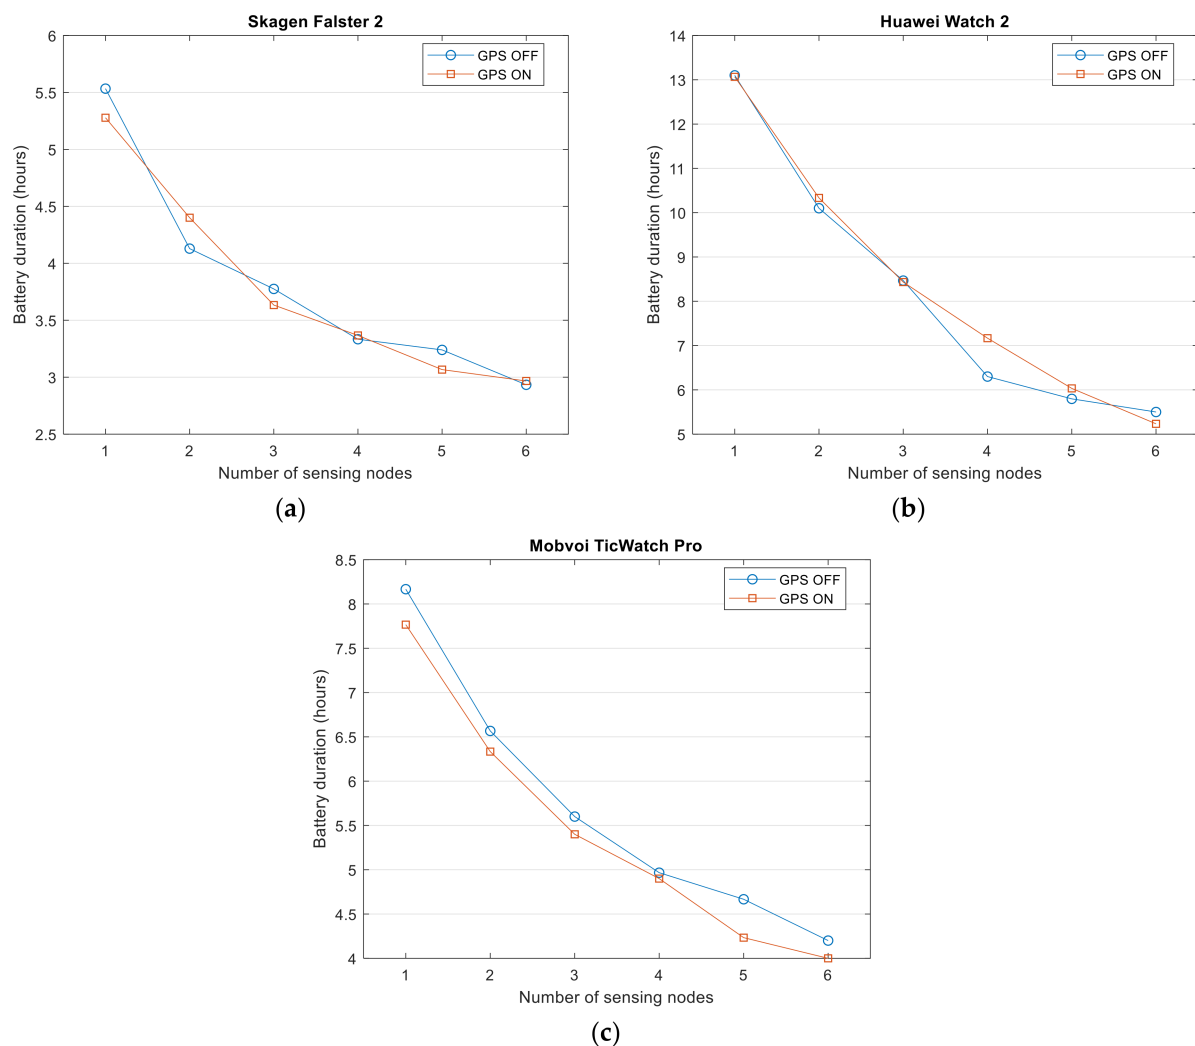 Skagen Falster 2
GPS OFF
GPS ON
Battery duration (hours)
6
5.5
5
4.5
4
3.5
3
2.5
1 2 3 4 5 6
Number of sensing nodes
(a)
Huawei Watch 2
GPS OFF
GPS ON
Battery duration (hours)
14
13
12
11
10
9
8
7
6
5
1 2 3 4 5 6
Number of sensing nodes
(b)
Mobvoi TicWatch Pro
GPS OFF
GPS ON
Battery duration (hours)
8.5
8
7.5
7
6.5
6
5.5
5
4.5
4
1 2 3 4 5 6
Number of sensing nodes
(c)